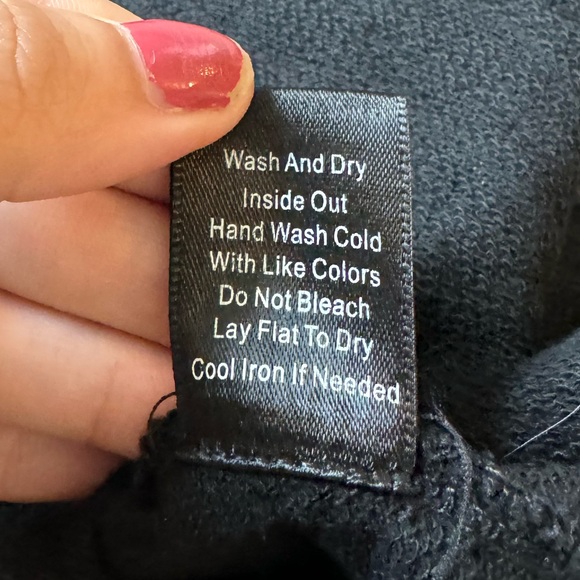 Wash And Dry
Inside Out
Hand Wash Cold
With Like Colors
Do Not Bleach
Lay Flat To Dry
Cool Iron If Needed